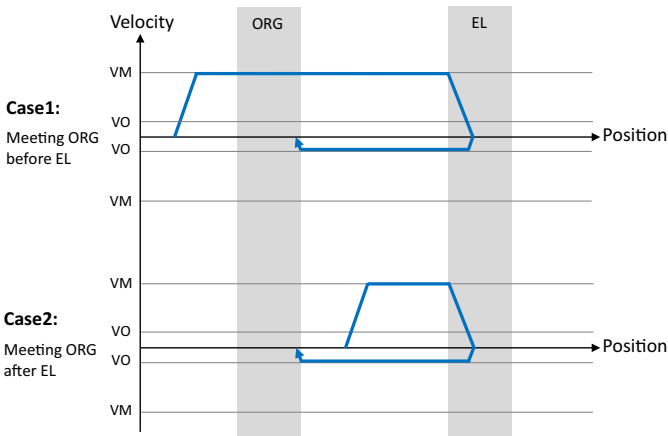 Velocity
ORG
EL
VM
Case1:
VO
Meeting ORG
before EL
Position
VO
VM
VM
Case2:
VO
Meeting ORG
after EL
Position
VO
VM